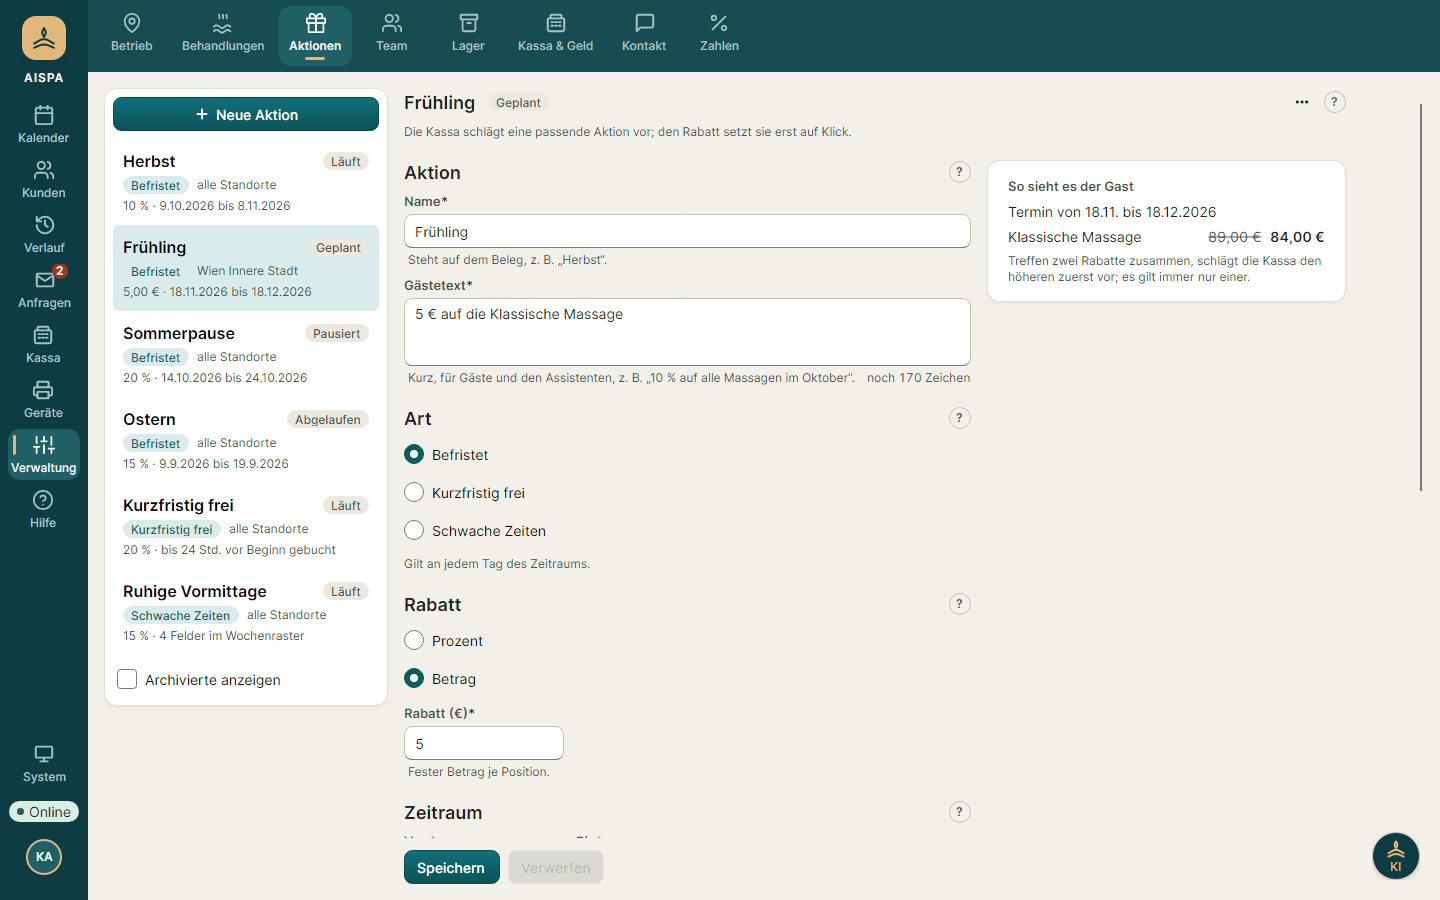 AISPA
Kalender
Kunden
Verlauf
2
Anfragen
Kassa
Geräte
Verwaltung
Hilfe
System
Online
KA
Betrieb
Behandlungen
Aktionen
Team
Lager
Kassa & Geld
Kontakt
Zahlen
+ Neue Aktion
Herbst Läuft
Befristet alle Standorte
10 % · 9.10.2026 bis 8.11.2026
Frühling Geplant
Befristet Wien Innere Stadt
5,00 € · 18.11.2026 bis 18.12.2026
Sommerpause Pausiert
Befristet alle Standorte
20 % · 14.10.2026 bis 24.10.2026
Ostern Abgelaufen
Befristet alle Standorte
15 % · 9.9.2026 bis 19.9.2026
Kurzfristig frei Läuft
Kurzfristig frei alle Standorte
20 % · bis 24 Std. vor Beginn gebucht
Ruhige Vormittage Läuft
Schwache Zeiten alle Standorte
15 % · 4 Felder im Wochenraster
Archivierte anzeigen
Frühling Geplant ··· ?
Die Kassa schlägt eine passende Aktion vor; den Rabatt setzt sie erst auf Klick.
Aktion ?
Name*
Frühling
Steht auf dem Beleg, z. B. „Herbst“.
Gästetext*
5 € auf die Klassische Massage
Kurz, für Gäste und den Assistenten, z. B. „10 % auf alle Massagen im Oktober“. noch 170 Zeichen
Art ?
Befristet
Kurzfristig frei
Schwache Zeiten
Gilt an jedem Tag des Zeitraums.
Rabatt ?
Prozent
Betrag
Rabatt (€)*
5
Fester Betrag je Position.
Zeitraum ?
Speichern Verwerfen
So sieht es der Gast
Termin von 18.11. bis 18.12.2026
Klassische Massage 89,00 € 84,00 €
Treffen zwei Rabatte zusammen, schlägt die Kassa den
höheren zuerst vor; es gilt immer nur einer.
KI